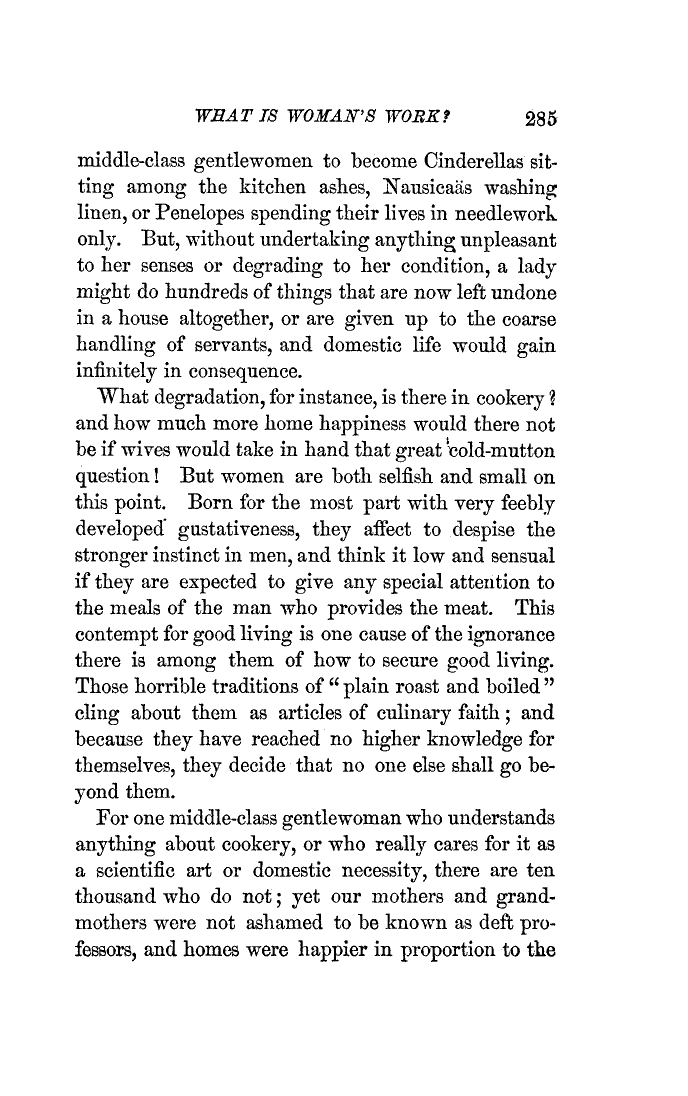 WHAT IS WOMAN'S WORK? 285
middle-class gentlewomen to become Cinderellas sit-
ting among the kitchen ashes, Nausicaäs washing
linen, or Penelopes spending their lives in needlework
only. But, without undertaking anything unpleasant
to her senses or degrading to her condition, a lady
might do hundreds of things that are now left undone
in a house altogether, or are given up to the coarse
handling of servants, and domestic life would gain
infinitely in consequence.
What degradation, for instance, is there in cookery?
and how much more home happiness would there not
be if wives would take in hand that great cold-mutton
question! But women are both selfish and small on
this point. Born for the most part with very feebly
developed gustativeness, they affect to despise the
stronger instinct in men, and think it low and sensual
if they are expected to give any special attention to
the meals of the man who provides the meat. This
contempt for good living is one cause of the ignorance
there is among them of how to secure good living.
Those horrible traditions of “plain roast and boiled”
cling about them as articles of culinary faith; and
because they have reached no higher knowledge for
themselves, they decide that no one else shall go be-
yond them.
For one middle-class gentlewoman who understands
anything about cookery, or who really cares for it as
a scientific art or domestic necessity, there are ten
thousand who do not; yet our mothers and grand-
mothers were not ashamed to be known as deft pro-
fessors, and homes were happier in proportion to the